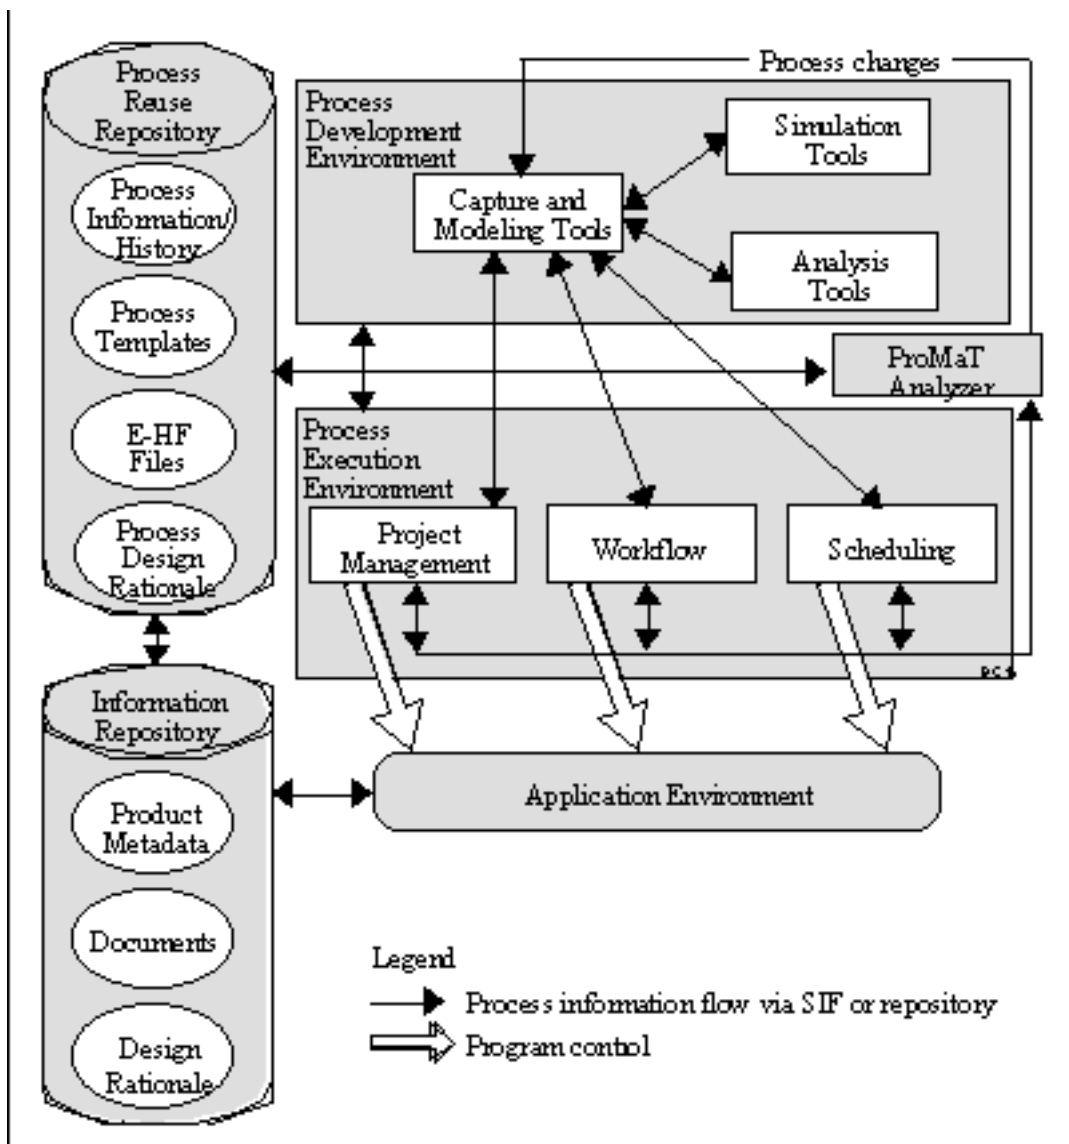 Process
Reuse
Repository
Process
Information/
History
Process
Templates
E-HF
Files
Process
Design
Rationale
Information
Repository
Product
Metadata
Documents
Design
Rationale
Process changes
Process
Development
Environment
Simulation
Tools
Capture and
Modeling Tools
Analysis
Tools
ProMaT
Analyzer
Process
Execution
Environment
Project
Management
Workflow
Scheduling
Application Environment
Legend
Process information flow via SIF or repository
Program control